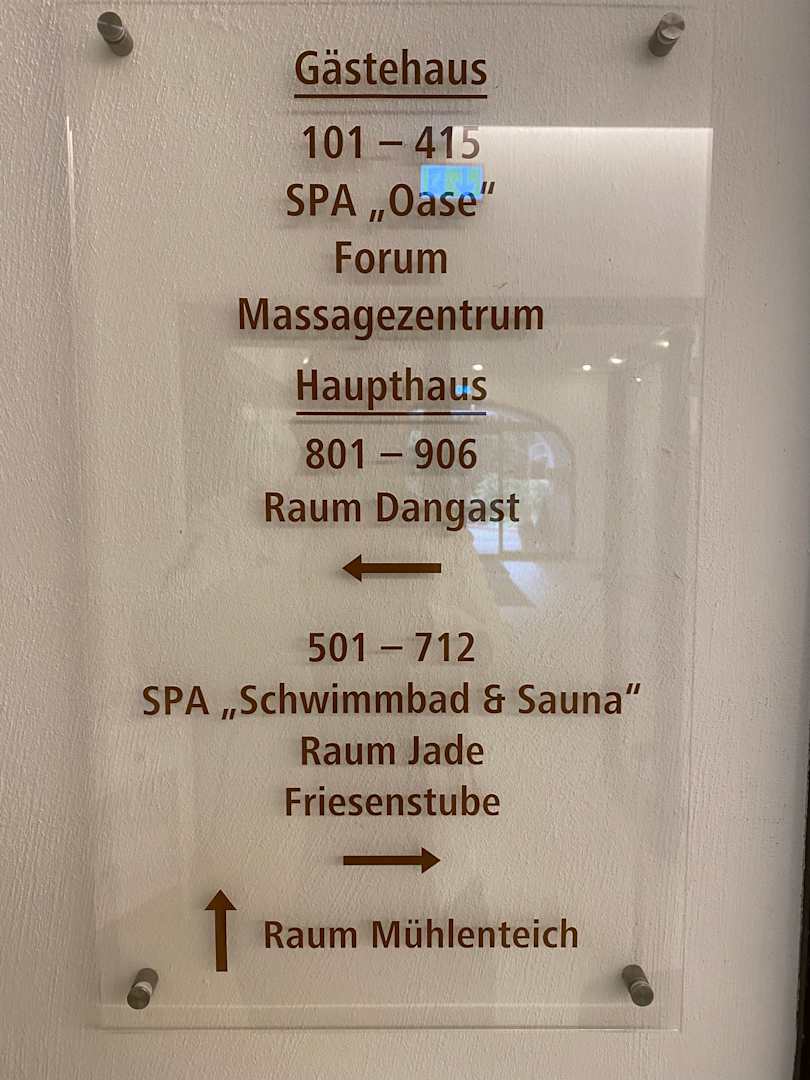 Gästehaus
101 – 415
SPA „Oase“
Forum
Massagezentrum
Haupthaus
801 – 906
Raum Dangast
←
501 – 712
SPA „Schwimmbad & Sauna“
Raum Jade
Friesenstube
→
↑ Raum Mühlenteich